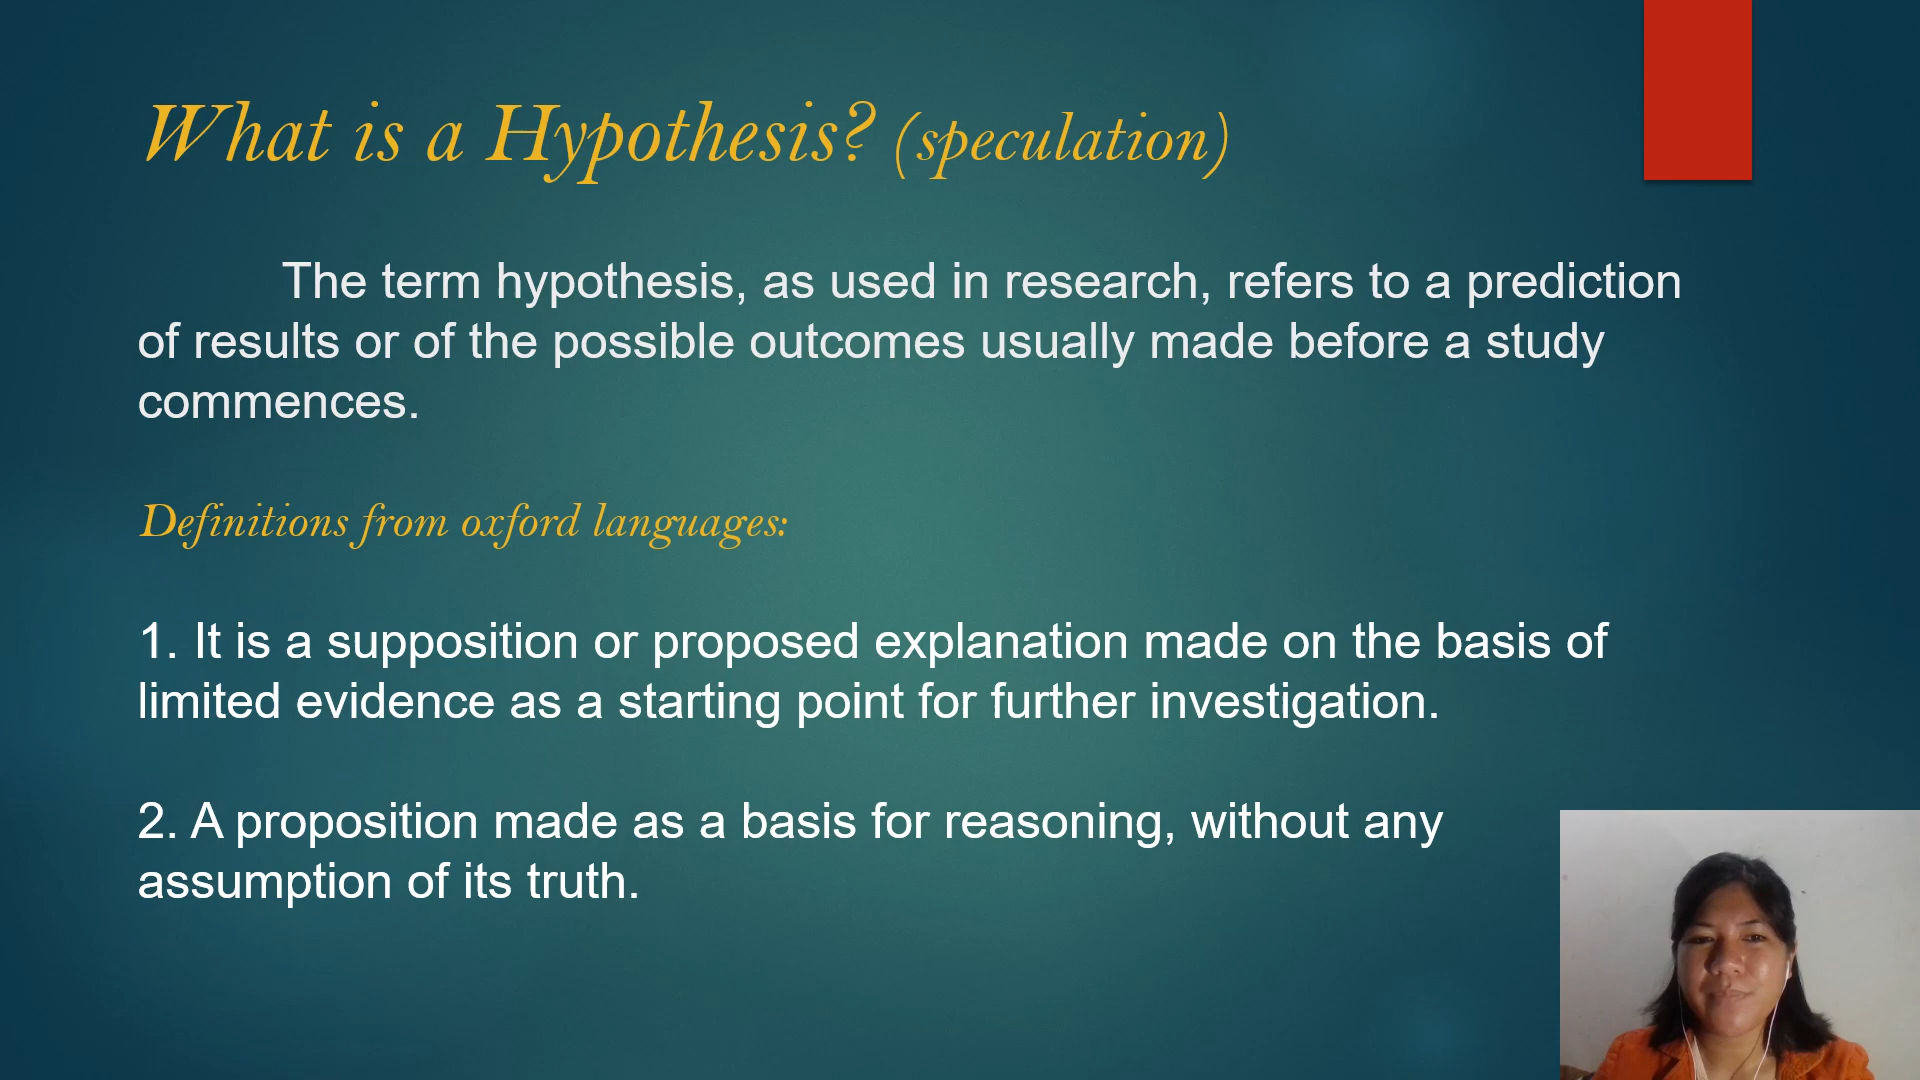 What is a Hypothesis? (speculation)
The term hypothesis, as used in research, refers to a prediction
of results or of the possible outcomes usually made before a study
commences.
Definitions from oxford languages:
1. It is a supposition or proposed explanation made on the basis of
limited evidence as a starting point for further investigation.
2. A proposition made as a basis for reasoning, without any
assumption of its truth.